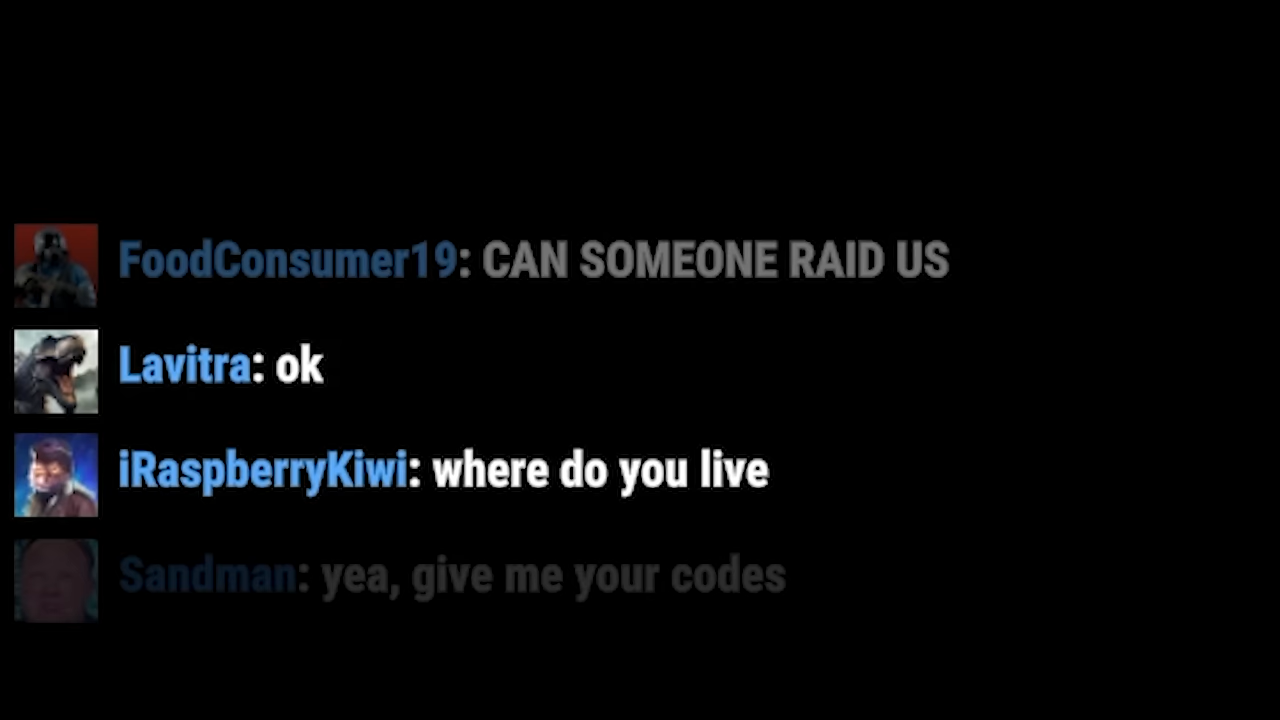 FoodConsumer19: CAN SOMEONE RAID US
Lavitra: ok
iRaspberryKiwi: where do you live
Sandman: yea, give me your codes